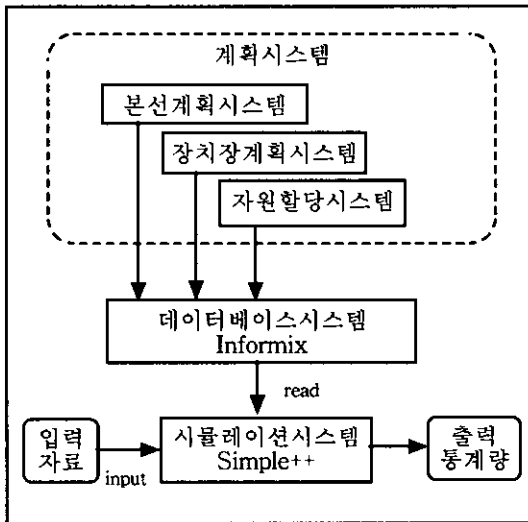 계획시스템
본선계획시스템
장치장계획시스템
자원할당시스템
데이터베이스시스템
Informix
read
입력
자료
input
시뮬레이션시스템
Simple++
출력
통계량